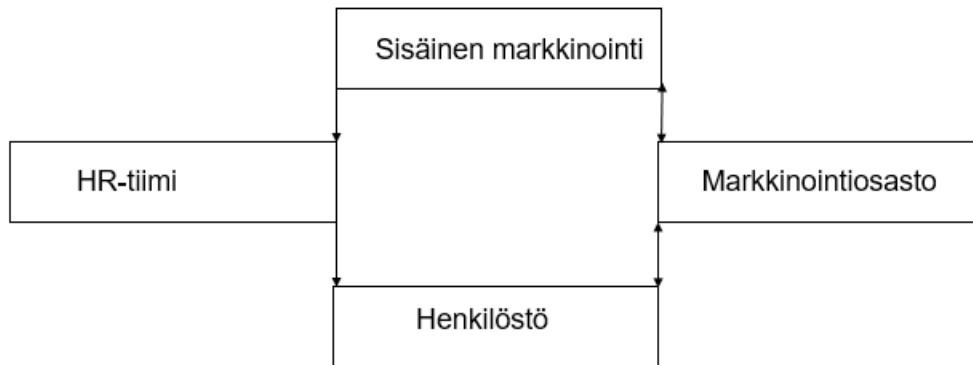 Sisäinen markkinointi
HR-tiimi
Markkinointiosasto
Henkilöstö